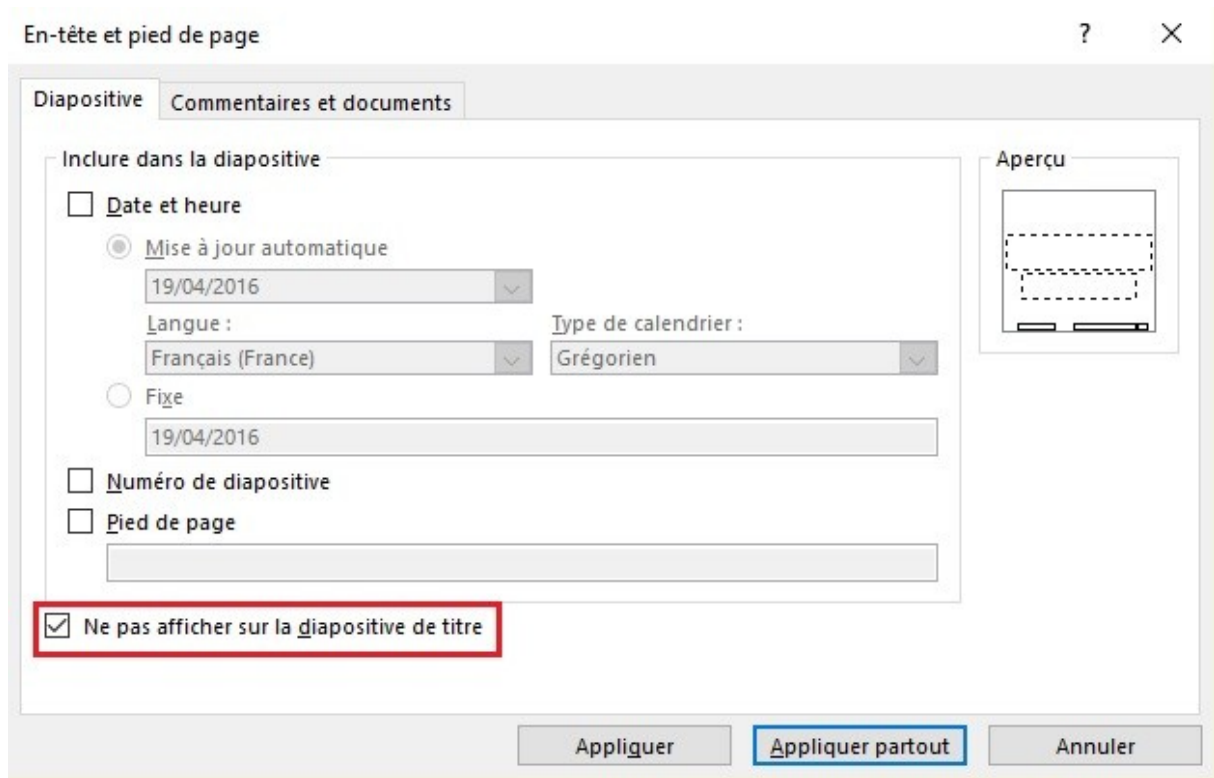 En-tête et pied de page
Diapositive
Commentaires et documents
Inclure dans la diapositive
Aperçu
Date et heure
Mise à jour automatique
19/04/2016
Langue :
Type de calendrier :
Français (France)
Grégorien
Fixe
19/04/2016
Numéro de diapositive
Pied de page
Ne pas afficher sur la diapositive de titre
Appliquer
Appliquer partout
Annuler